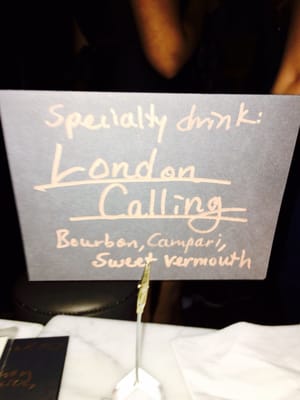 Specialty drink:
London
Calling
Bourbon, Campari,
Sweet vermouth